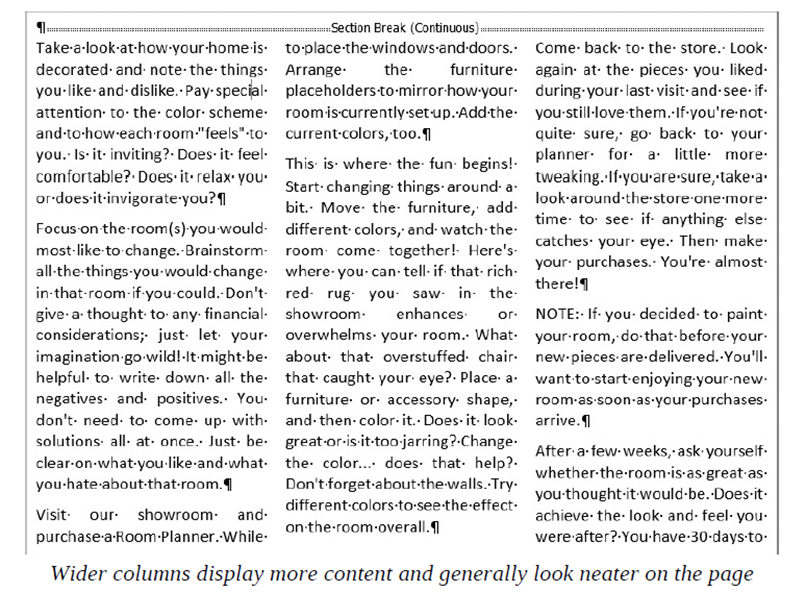 ¶ Section Break (Continuous)
Take a look at how your home is
decorated and note the things
you like and dislike. Pay special
attention to the color scheme
and to how each room "feels" to
you. Is it inviting? Does it feel
comfortable? Does it relax you
or does it invigorate you?¶
Focus on the room(s) you would
most like to change. Brainstorm
all the things you would change
in that room if you could. Don't
give a thought to any financial
considerations; just let your
imagination go wild! It might be
helpful to write down all the
negatives and positives. You
don't need to come up with
solutions all at once. Just be
clear on what you like and what
you hate about that room.¶
Visit our showroom and
purchase a Room Planner. While
to place the windows and doors.
Arrange the furniture
placeholders to mirror how your
room is currently set up. Add the
current colors, too.¶
This is where the fun begins!
Start changing things around a
bit. Move the furniture, add
different colors, and watch the
room come together! Here's
where you can tell if that rich
red rug you saw in the
showroom enhances or
overwhelms your room. What
about that overstuffed chair
that caught your eye? Place a
furniture or accessory shape,
and then color it. Does it look
great or is it too jarring? Change
the color... does that help?
Don't forget about the walls. Try
different colors to see the effect
on the room overall.¶
Come back to the store. Look
again at the pieces you liked
during your last visit and see if
you still love them. If you're not
quite sure, go back to your
planner for a little more
tweaking. If you are sure, take a
look around the store one more
time to see if anything else
catches your eye. Then make
your purchases. You're almost
there!¶
NOTE: If you decided to paint
your room, do that before your
new pieces are delivered. You'll
want to start enjoying your new
room as soon as your purchases
arrive.¶
After a few weeks, ask yourself
whether the room is as great as
you thought it would be. Does it
achieve the look and feel you
were after? You have 30 days to
Wider columns display more content and generally look neater on the page